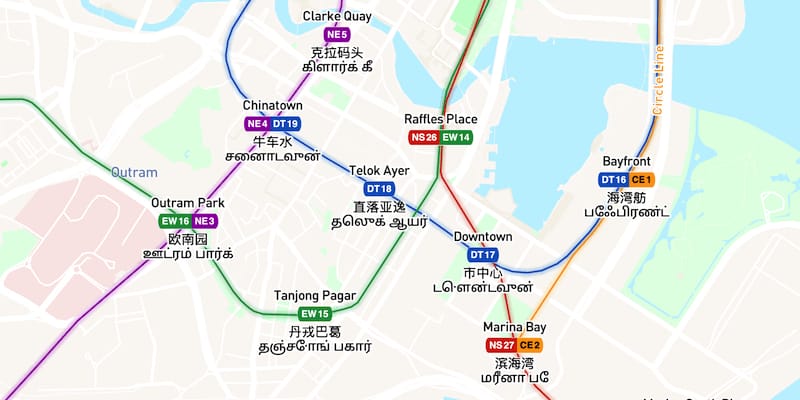 Clarke Quay
NE5
克拉码头
கிளார்க் கீ
Circle Line
Chinatown
NE4 DT19
牛车水
சைனாடவுன்
Raffles Place
NS26 EW14
Outram
Telok Ayer
DT18
直落亚逸
தெலுக் ஆயர்
Bayfront
DT16 CE1
海湾舫
பேஃபிரண்ட்
Outram Park
EW16 NE3
欧南园
ஊட்ரம் பார்க்
Downtown
DT17
市中心
டௌன்டவுன்
Tanjong Pagar
EW15
丹戎巴葛
தஞ்சோங் பகார்
Marina Bay
NS27 CE2
滨海湾
மரீனா பே